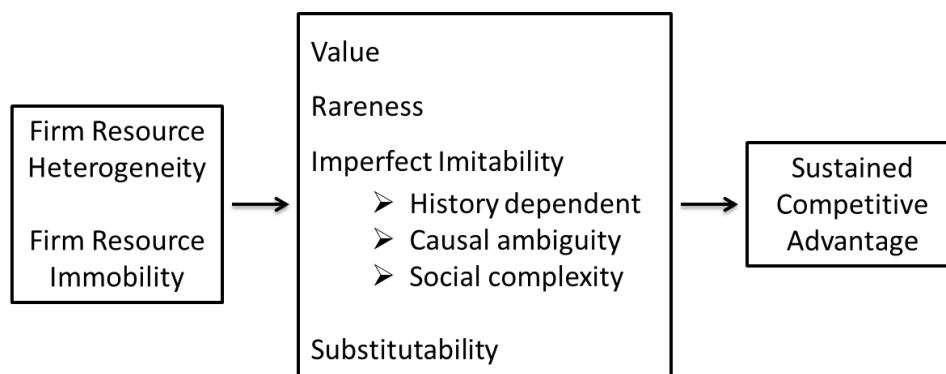 Firm Resource
Heterogeneity
Firm Resource
Immobility
Value
Rareness
Imperfect Imitability
➢ History dependent
➢ Causal ambiguity
➢ Social complexity
Substitutability
Sustained
Competitive
Advantage